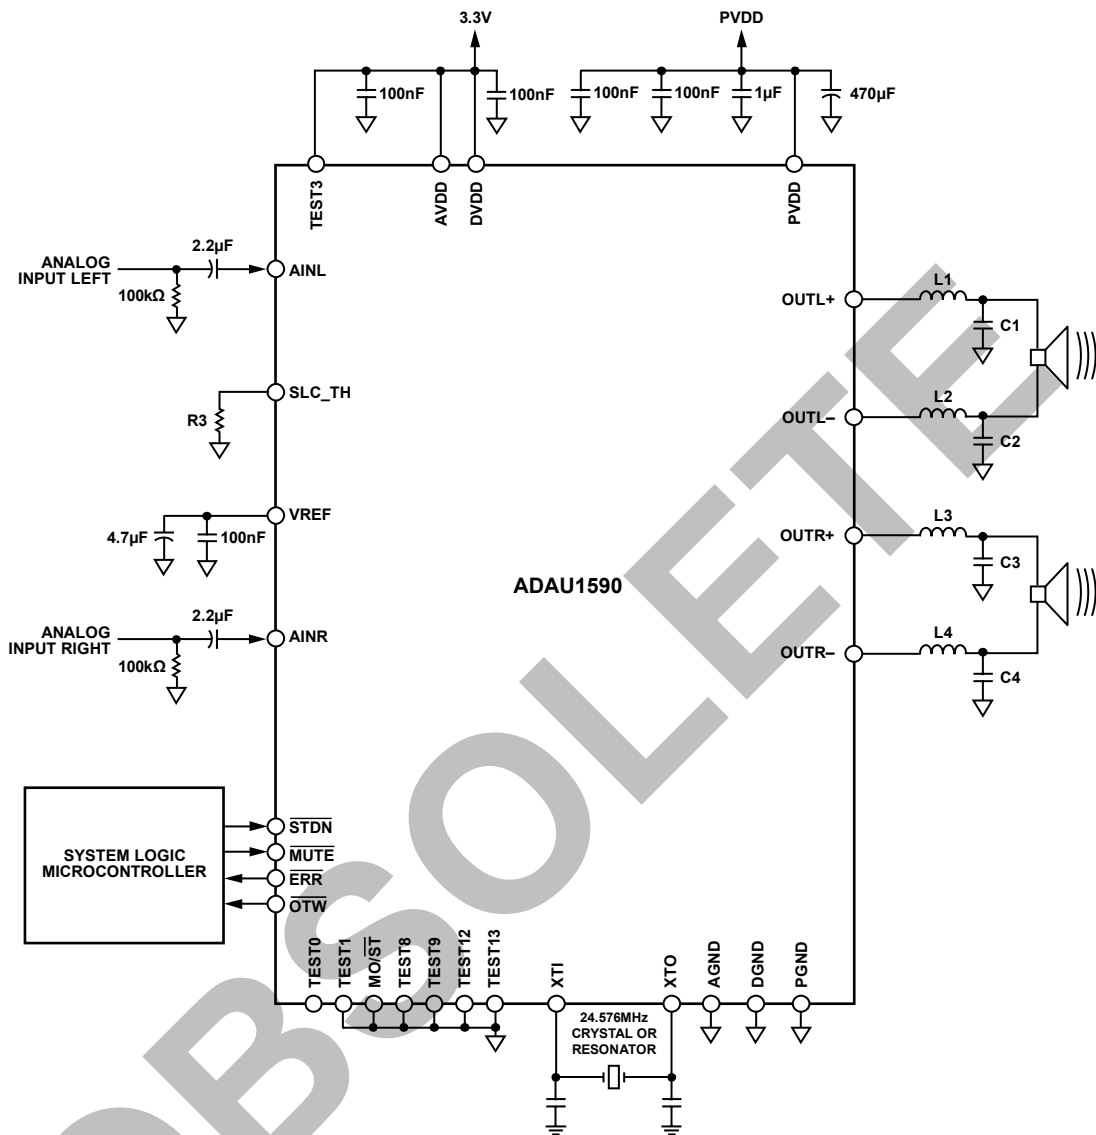 3.3V
PVDD
100nF
100nF
100nF
100nF
1µF
470µF
TEST3
AVDD
DVDD
PVDD
ANALOG
INPUT LEFT
2.2µF
100kΩ
AINL
SLC_TH
R3
VREF
4.7µF
100nF
ANALOG
INPUT RIGHT
2.2µF
100kΩ
AINR
ADAU1590
OUTL+
L1
C1
OUTL–
L2
C2
OUTR+
L3
C3
OUTR–
L4
C4
SYSTEM LOGIC
MICROCONTROLLER
STDN
MUTE
ERR
OTW
TEST0
TEST1
MO/ST
TEST8
TEST9
TEST12
TEST13
XTI
XTO
AGND
DGND
PGND
24.576MHz
CRYSTAL OR
RESONATOR
OBSOLETE